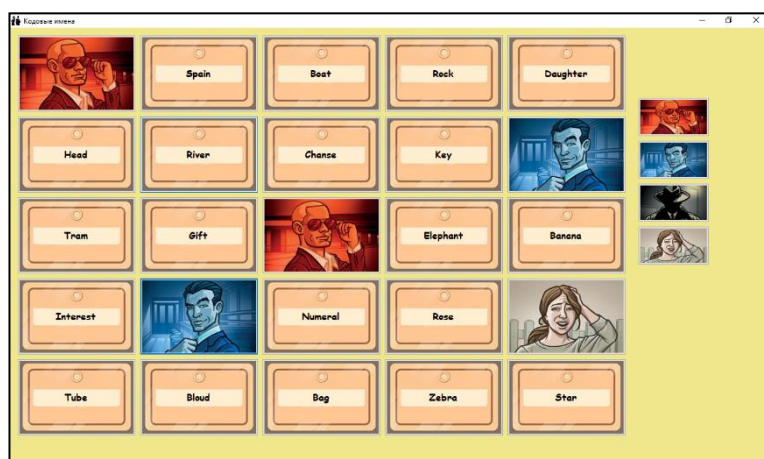 Кодовые имена
Spain Boat Rock Daughter
Head River Chanse Key
Tram Gift Elephant Banana
Interest Numeral Rose
Tube Bloud Bag Zebra Star